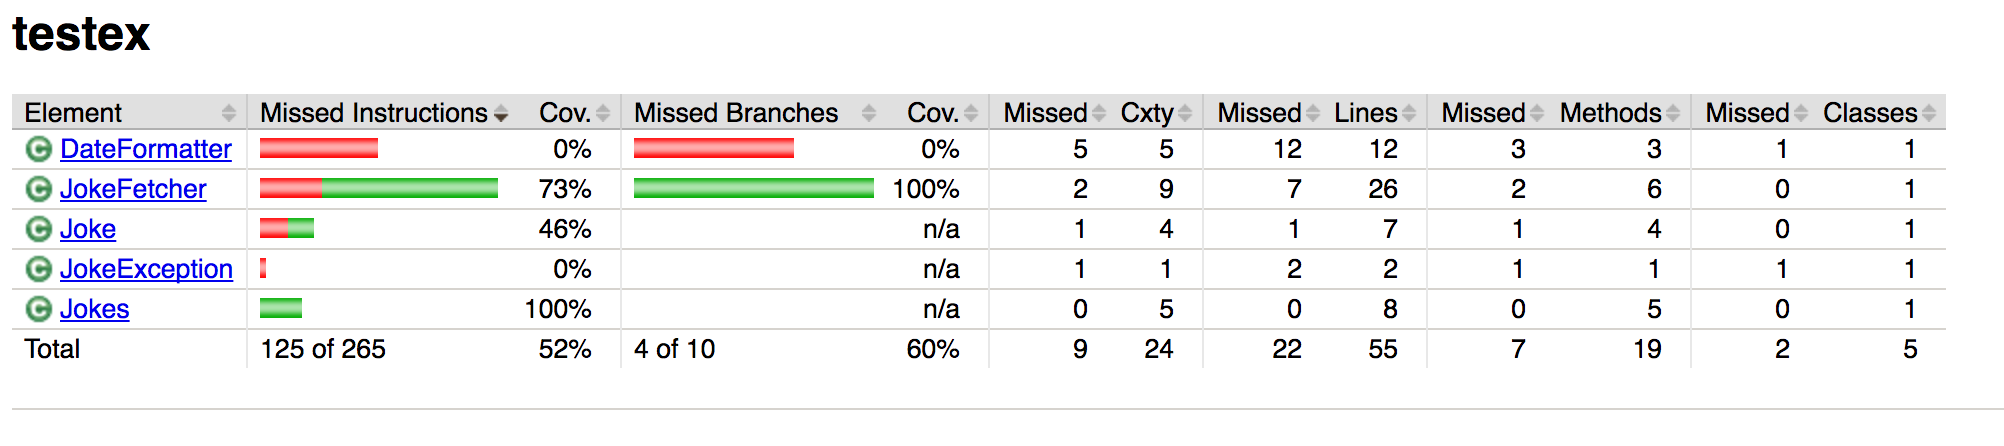 testex
Element Missed Instructions Cov. Missed Branches Cov. Missed Cxty Missed Lines Missed Methods Missed Classes
C DateFormatter 0% 0% 5 5 12 12 3 3 1 1
C JokeFetcher 73% 100% 2 9 7 26 2 6 0 1
C Joke 46% n/a 1 4 1 7 1 4 0 1
C JokeException 0% n/a 1 1 2 2 1 1 1 1
C Jokes 100% n/a 0 5 0 8 0 5 0 1
Total 125 of 265 52% 4 of 10 60% 9 24 22 55 7 19 2 5